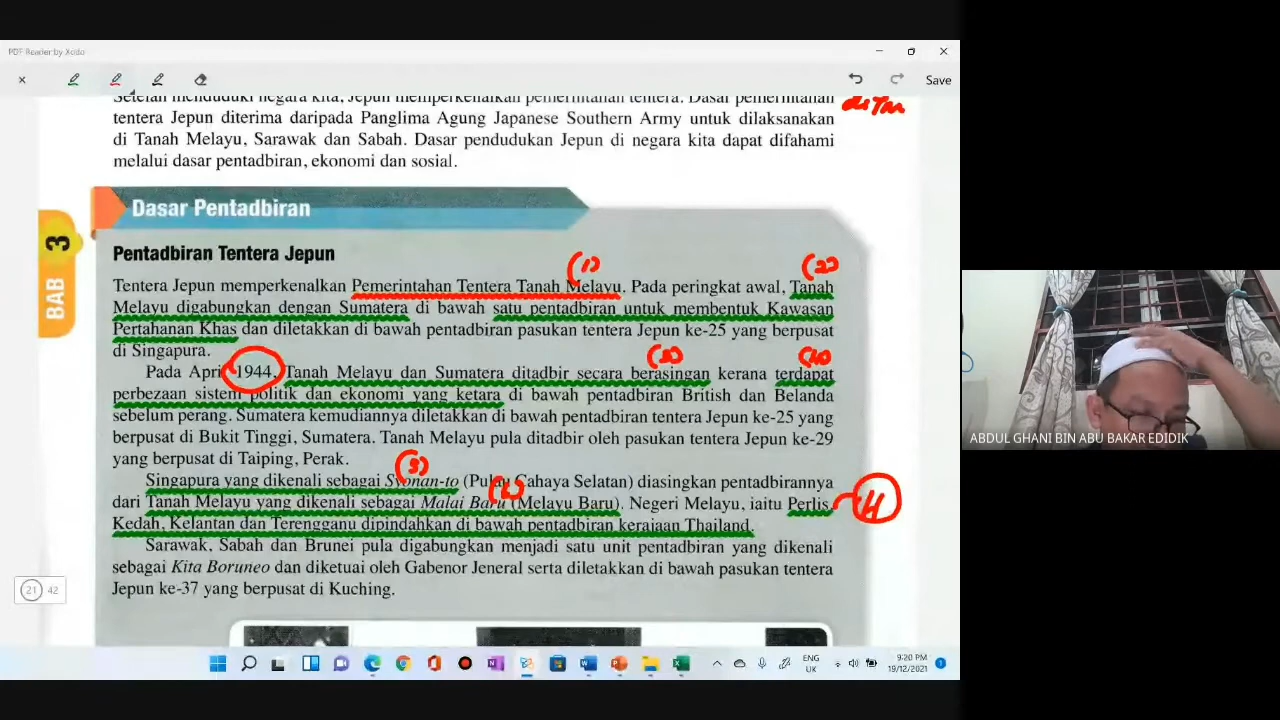 PDF Reader by Xodo
Save
Setelah menduduki negara kita, Jepun memperkenalkan pemerintahan tentera. Dasar pemerintahan
tentera Jepun diterima daripada Panglima Agung Japanese Southern Army untuk dilaksanakan
di Tanah Melayu, Sarawak dan Sabah. Dasar pendudukan Jepun di negara kita dapat difahami
melalui dasar pentadbiran, ekonomi dan sosial.
Dasar Pentadbiran
BAB 3
Pentadbiran Tentera Jepun
(1)
(2)
Tentera Jepun memperkenalkan Pemerintahan Tentera Tanah Melayu. Pada peringkat awal, Tanah
Melayu digabungkan dengan Sumatera di bawah satu pentadbiran untuk membentuk Kawasan
Pertahanan Khas dan diletakkan di bawah pentadbiran pasukan tentera Jepun ke-25 yang berpusat
di Singapura.
Pada April 1944, Tanah Melayu dan Sumatera ditadbir secara berasingan kerana terdapat
perbezaan sistem politik dan ekonomi yang ketara di bawah pentadbiran British dan Belanda
sebelum perang. Sumatera kemudiannya diletakkan di bawah pentadbiran tentera Jepun ke-25 yang
berpusat di Bukit Tinggi, Sumatera. Tanah Melayu pula ditadbir oleh pasukan tentera Jepun ke-29
yang berpusat di Taiping, Perak.
Singapura yang dikenali sebagai Syonan-to (Pulau Cahaya Selatan) diasingkan pentadbirannya
dari Tanah Melayu yang dikenali sebagai Malai Baru (Melayu Baru). Negeri Melayu, iaitu Perlis,
H
Kedah, Kelantan dan Terengganu dipindahkan di bawah pentadbiran kerajaan Thailand.
Sarawak, Sabah dan Brunei pula digabungkan menjadi satu unit pentadbiran yang dikenali
sebagai Kita Boruneo dan diketuai oleh Gabenor Jeneral serta diletakkan di bawah pasukan tentera
Jepun ke-37 yang berpusat di Kuching.
21 42
ENG
UK
9:20 PM
19/12/2021
1
ABDUL GHANI BIN ABU BAKAR EDIDIK